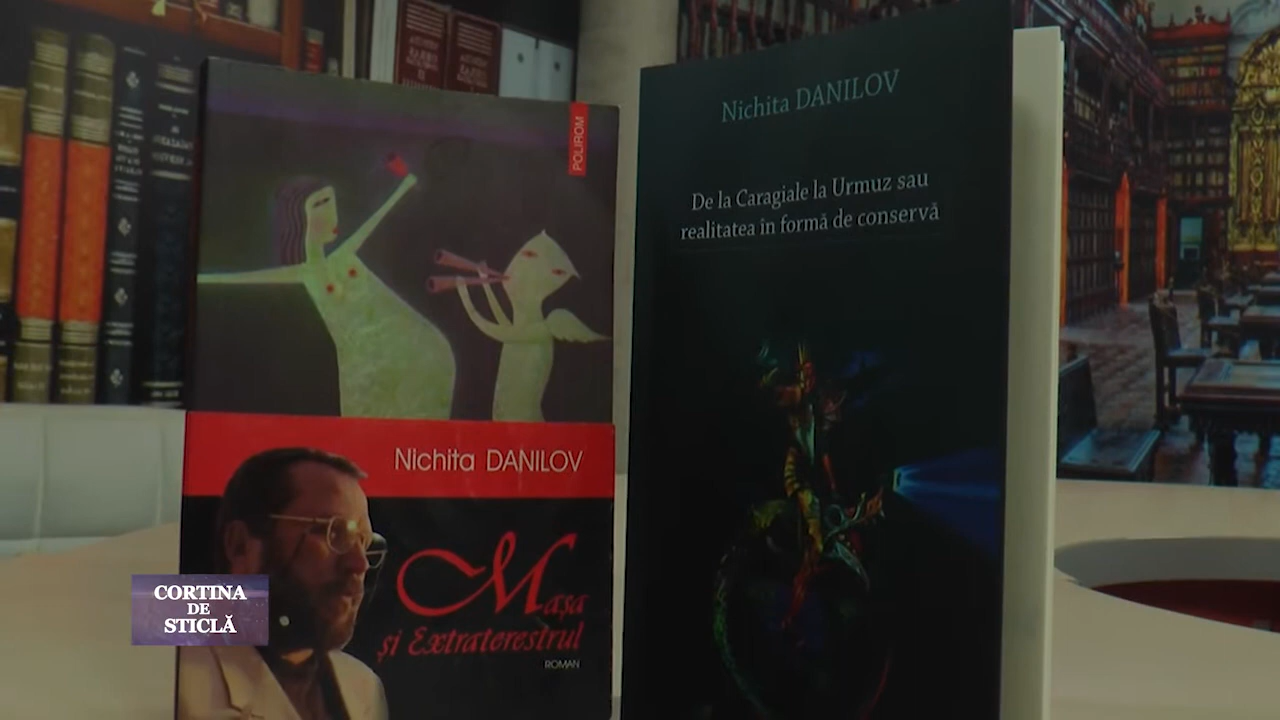 POLIROM
Nichita DANILOV
Mașa
și Extraterestrul
ROMAN
Nichita DANILOV
De la Caragiale la Urmuz sau
realitatea în formă de conservă
CORTINA
DE
STICLĂ